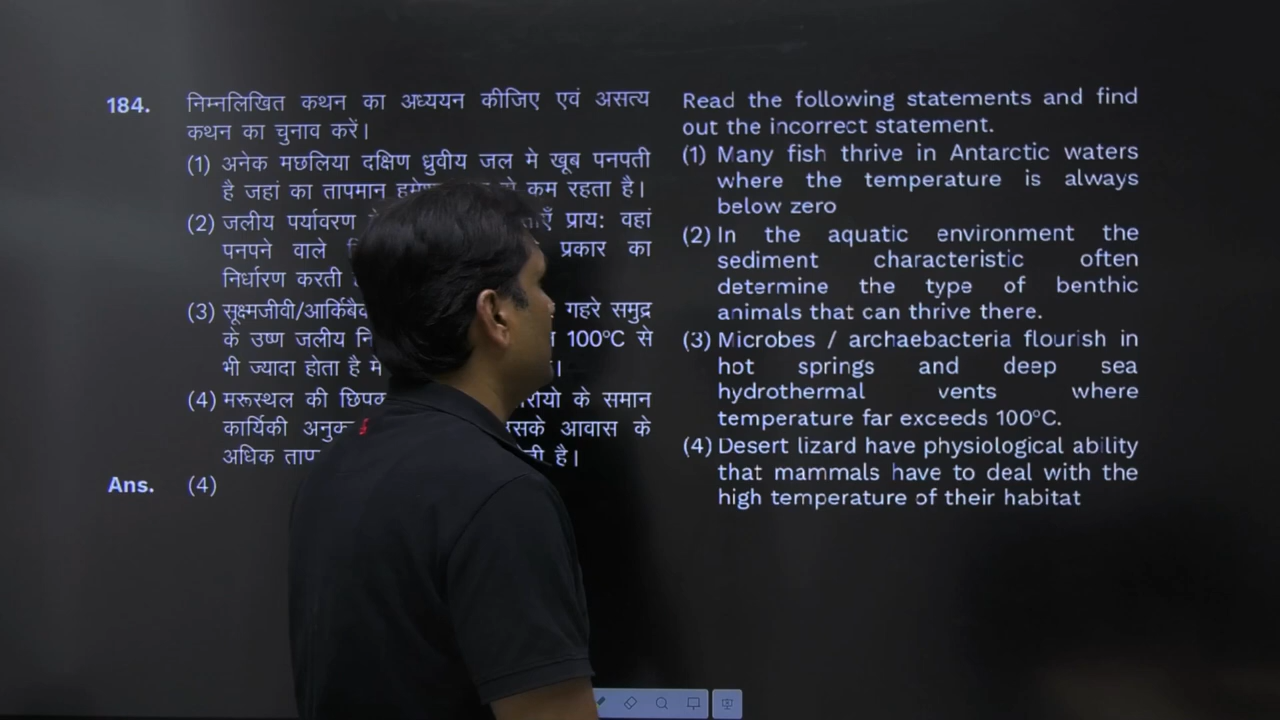 184.
निम्नलिखित कथन का अध्ययन कीजिए एवं असत्य
कथन का चुनाव करें।
(1) अनेक मछलिया दक्षिण ध्रुवीय जल मे खूब पनपती
है जहां का तापमान कम रहता है।
(2) जलीय पर्यावरण प्राय: वहां
पनपने वाले प्रकार का
निर्धारण करती
(3) गहरे समुद्र
के उष्ण जलीय 100°C से
भी ज्यादा होता है
(4) मरूस्थल की के समान
कार्यिकी आवास के
अधिक है।
Ans. (4)
Read the following statements and find
out the incorrect statement.
(1) Many fish thrive in Antarctic waters
where the temperature is always
below zero
(2) In the aquatic environment the
sediment characteristic often
determine the type of benthic
animals that can thrive there.
(3) Microbes / archaebacteria flourish in
hot springs and deep sea
hydrothermal vents where
temperature far exceeds 100°C.
(4) Desert lizard have physiological ability
that mammals have to deal with the
high temperature of their habitat